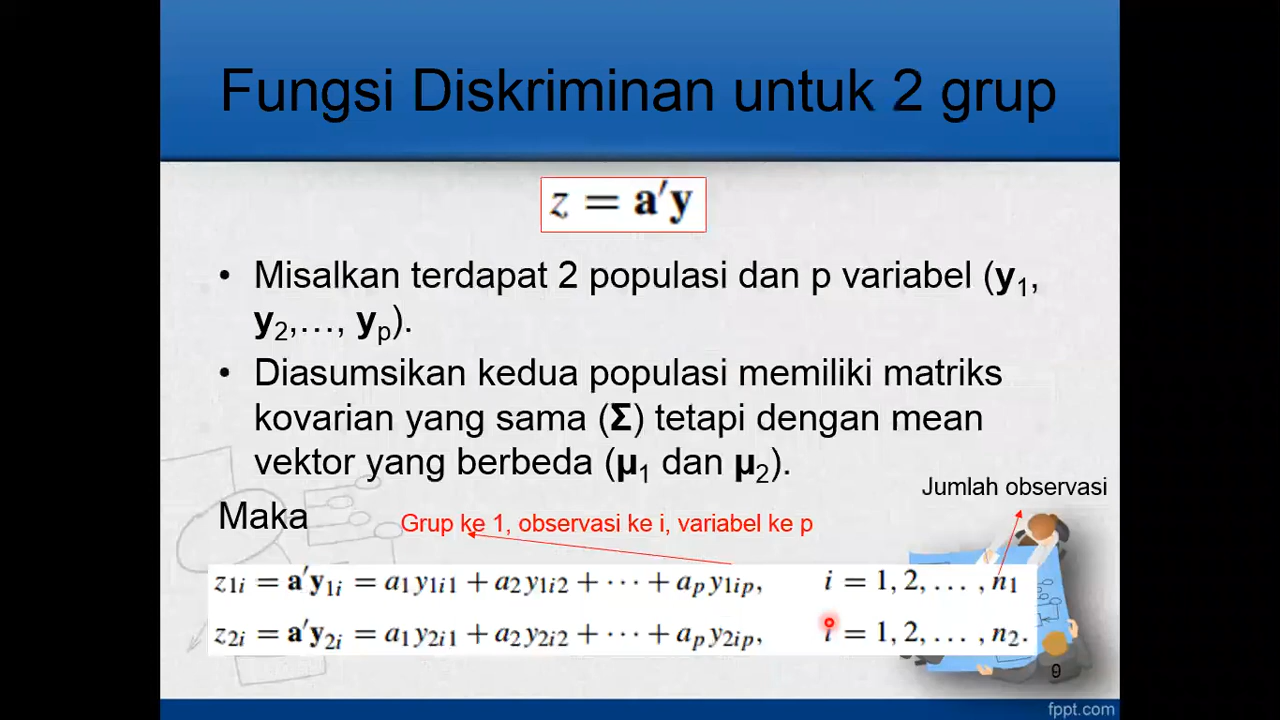 Fungsi Diskriminan untuk 2 grup
z = a′y
• Misalkan terdapat 2 populasi dan p variabel (y₁,
y₂,…, yₚ).
• Diasumsikan kedua populasi memiliki matriks
kovarian yang sama (Σ) tetapi dengan mean
vektor yang berbeda (μ₁ dan μ₂).
Jumlah observasi
Maka
Grup ke 1, observasi ke i, variabel ke p
z₁ᵢ = a′y₁ᵢ = a₁y₁ᵢ₁ + a₂y₁ᵢ₂ + ⋯ + aₚy₁ᵢₚ, i = 1, 2, … , n₁
z₂ᵢ = a′y₂ᵢ = a₁y₂ᵢ₁ + a₂y₂ᵢ₂ + ⋯ + aₚy₂ᵢₚ, i = 1, 2, … , n₂.
fppt.com